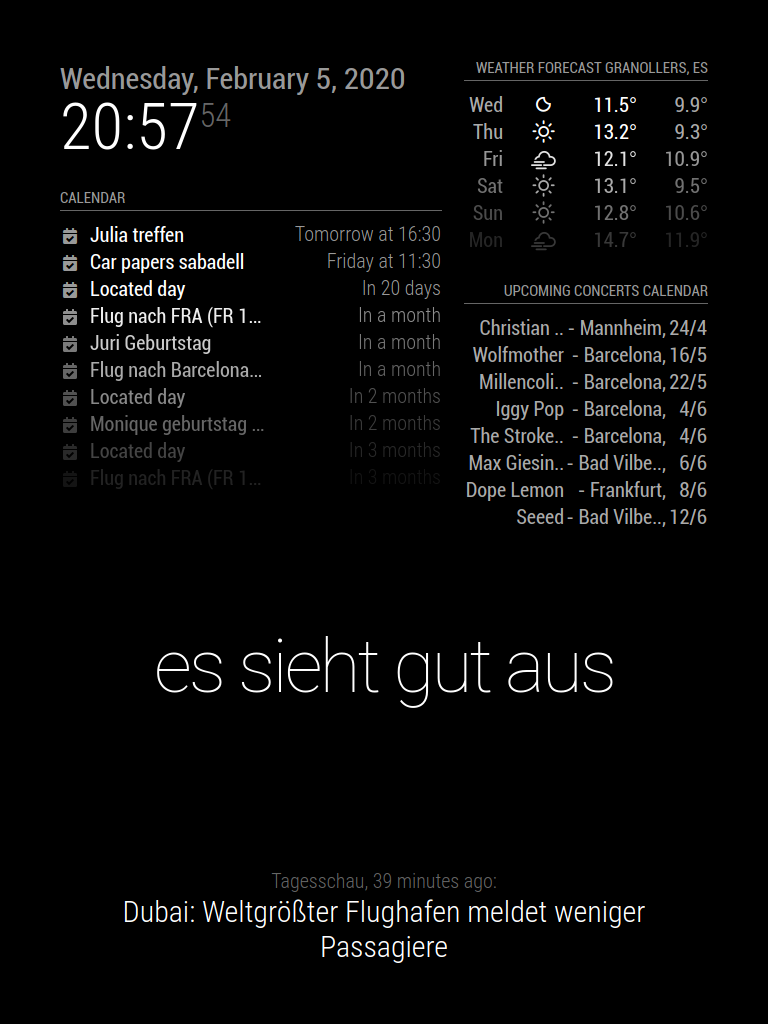 Wednesday, February 5, 2020
20:57 54
CALENDAR
Julia treffen Tomorrow at 16:30
Car papers sabadell Friday at 11:30
Located day In 20 days
Flug nach FRA (FR 1... In a month
Juri Geburtstag In a month
Flug nach Barcelona... In a month
Located day In 2 months
Monique geburtstag ... In 2 months
Located day In 3 months
Flug nach FRA (FR 1... In 3 months
WEATHER FORECAST GRANOLLERS, ES
Wed 11.5° 9.9°
Thu 13.2° 9.3°
Fri 12.1° 10.9°
Sat 13.1° 9.5°
Sun 12.8° 10.6°
Mon 14.7° 11.9°
UPCOMING CONCERTS CALENDAR
Christian .. - Mannheim, 24/4
Wolfmother - Barcelona, 16/5
Millencoli.. - Barcelona, 22/5
Iggy Pop - Barcelona, 4/6
The Stroke.. - Barcelona, 4/6
Max Giesin.. - Bad Vilbe.., 6/6
Dope Lemon - Frankfurt, 8/6
Seeed - Bad Vilbe.., 12/6
es sieht gut aus
Tagesschau, 39 minutes ago:
Dubai: Weltgrößter Flughafen meldet weniger
Passagiere